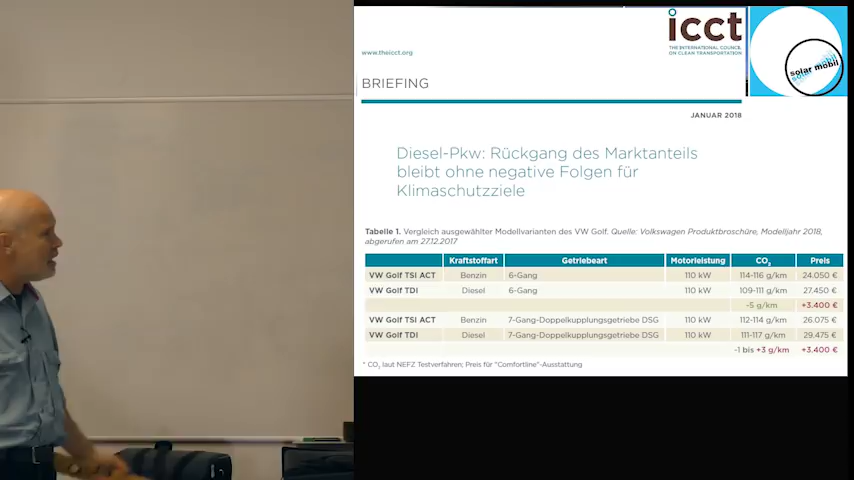 icct
THE INTERNATIONAL COUNCIL
ON CLEAN TRANSPORTATION
www.theicct.org
solar mobil
BRIEFING
JANUAR 2018
Diesel-Pkw: Rückgang des Marktanteils
bleibt ohne negative Folgen für
Klimaschutzziele
Tabelle 1. Vergleich ausgewählter Modellvarianten des VW Golf. Quelle: Volkswagen Produktbroschüre, Modelljahr 2018,
abgerufen am 27.12.2017
Kraftstoffart Getriebeart Motorleistung CO₂ Preis
VW Golf TSI ACT Benzin 6-Gang 110 kW 114-116 g/km 24.050 €
VW Golf TDI Diesel 6-Gang 110 kW 109-111 g/km 27.450 €
-5 g/km +3.400 €
VW Golf TSI ACT Benzin 7-Gang-Doppelkupplungsgetriebe DSG 110 kW 112-114 g/km 26.075 €
VW Golf TDI Diesel 7-Gang-Doppelkupplungsgetriebe DSG 110 kW 111-117 g/km 29.475 €
-1 bis +3 g/km +3.400 €
* CO₂ laut NEFZ Testverfahren; Preis für "Comfortline"-Ausstattung